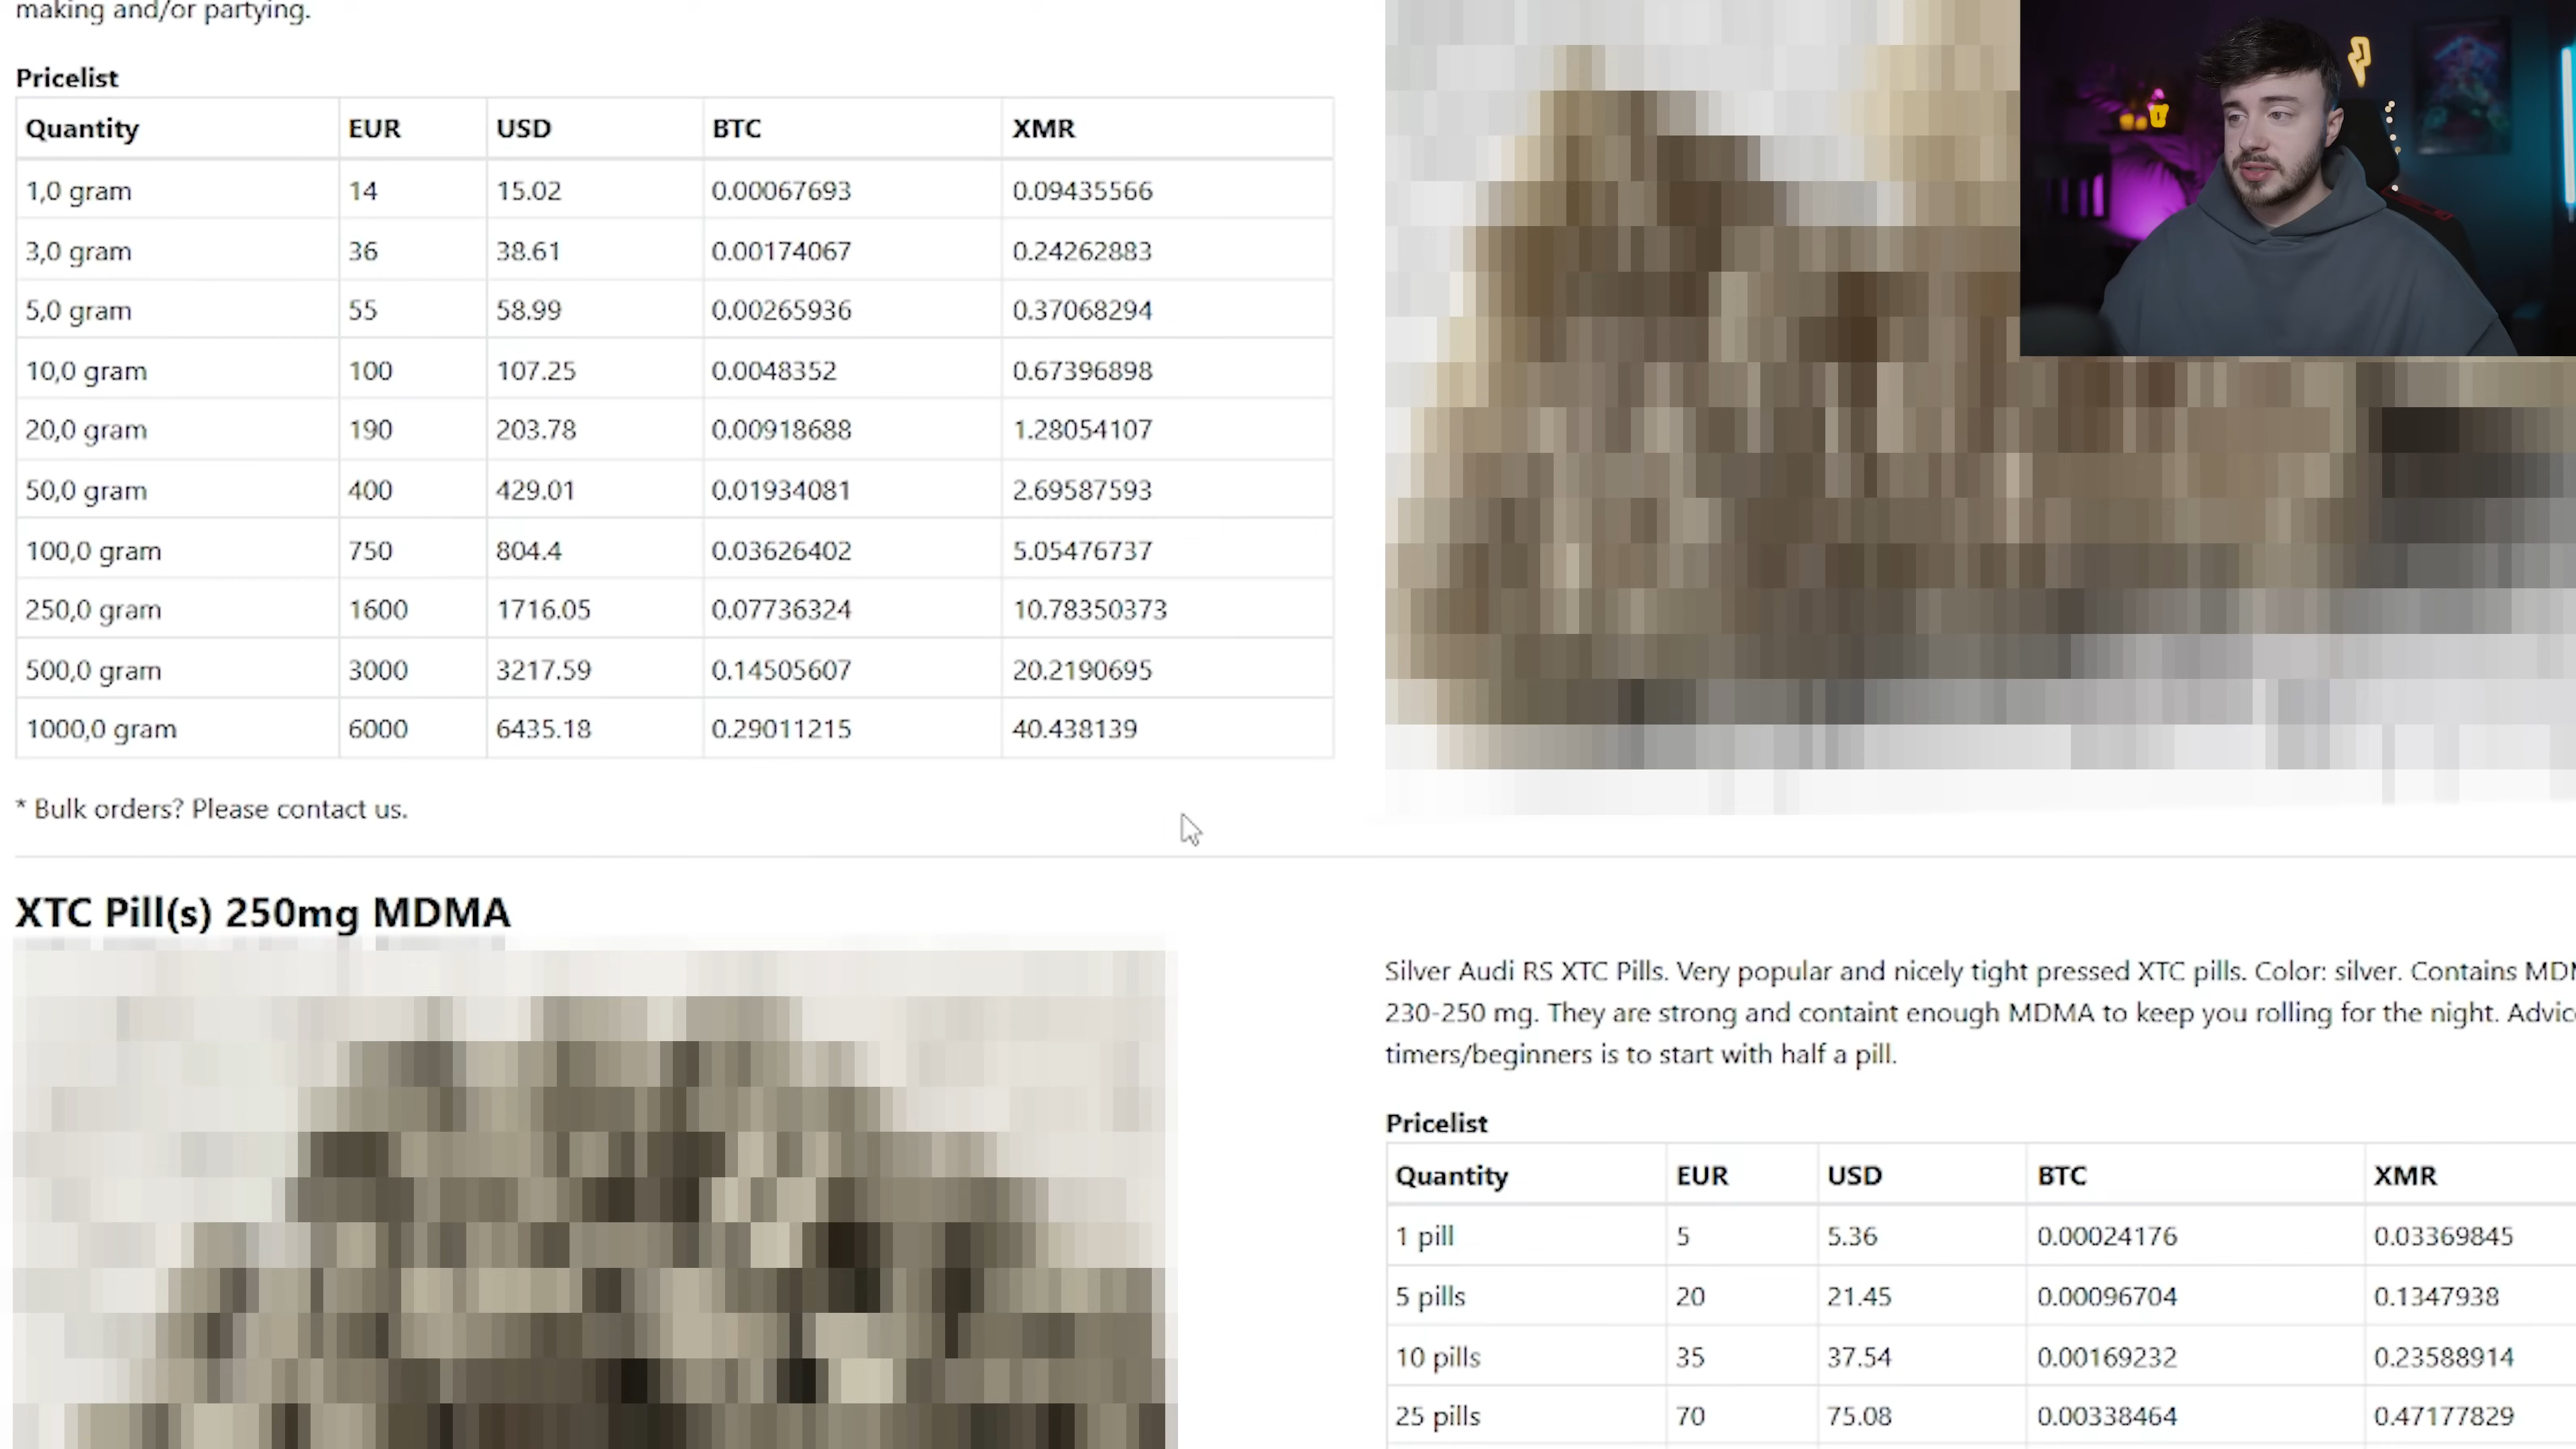 making and/or partying.
Pricelist
Quantity EUR USD BTC XMR
1,0 gram 14 15.02 0.00067693 0.09435566
3,0 gram 36 38.61 0.00174067 0.24262883
5,0 gram 55 58.99 0.00265936 0.37068294
10,0 gram 100 107.25 0.0048352 0.67396898
20,0 gram 190 203.78 0.00918688 1.28054107
50,0 gram 400 429.01 0.01934081 2.69587593
100,0 gram 750 804.4 0.03626402 5.05476737
250,0 gram 1600 1716.05 0.07736324 10.78350373
500,0 gram 3000 3217.59 0.14505607 20.2190695
1000,0 gram 6000 6435.18 0.29011215 40.438139
* Bulk orders? Please contact us.
XTC Pill(s) 250mg MDMA
Silver Audi RS XTC Pills. Very popular and nicely tight pressed XTC pills. Color: silver. Contains
230-250 mg. They are strong and containt enough MDMA to keep you rolling for the night.
timers/beginners is to start with half a pill.
Pricelist
Quantity EUR USD BTC XMR
1 pill 5 5.36 0.00024176 0.03369845
5 pills 20 21.45 0.00096704 0.1347938
10 pills 35 37.54 0.00169232 0.23588914
25 pills 70 75.08 0.00338464 0.47177829